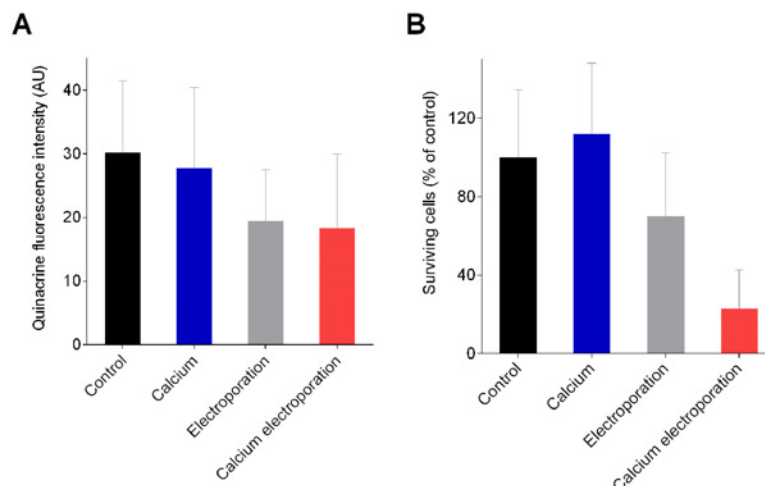 A
Quinacrine fluorescence intensity (AU)
40
30
20
10
0
Control
Calcium
Electroporation
Calcium electroporation
B
Surviving cells (% of control)
120
80
40
0
Control
Calcium
Electroporation
Calcium electroporation